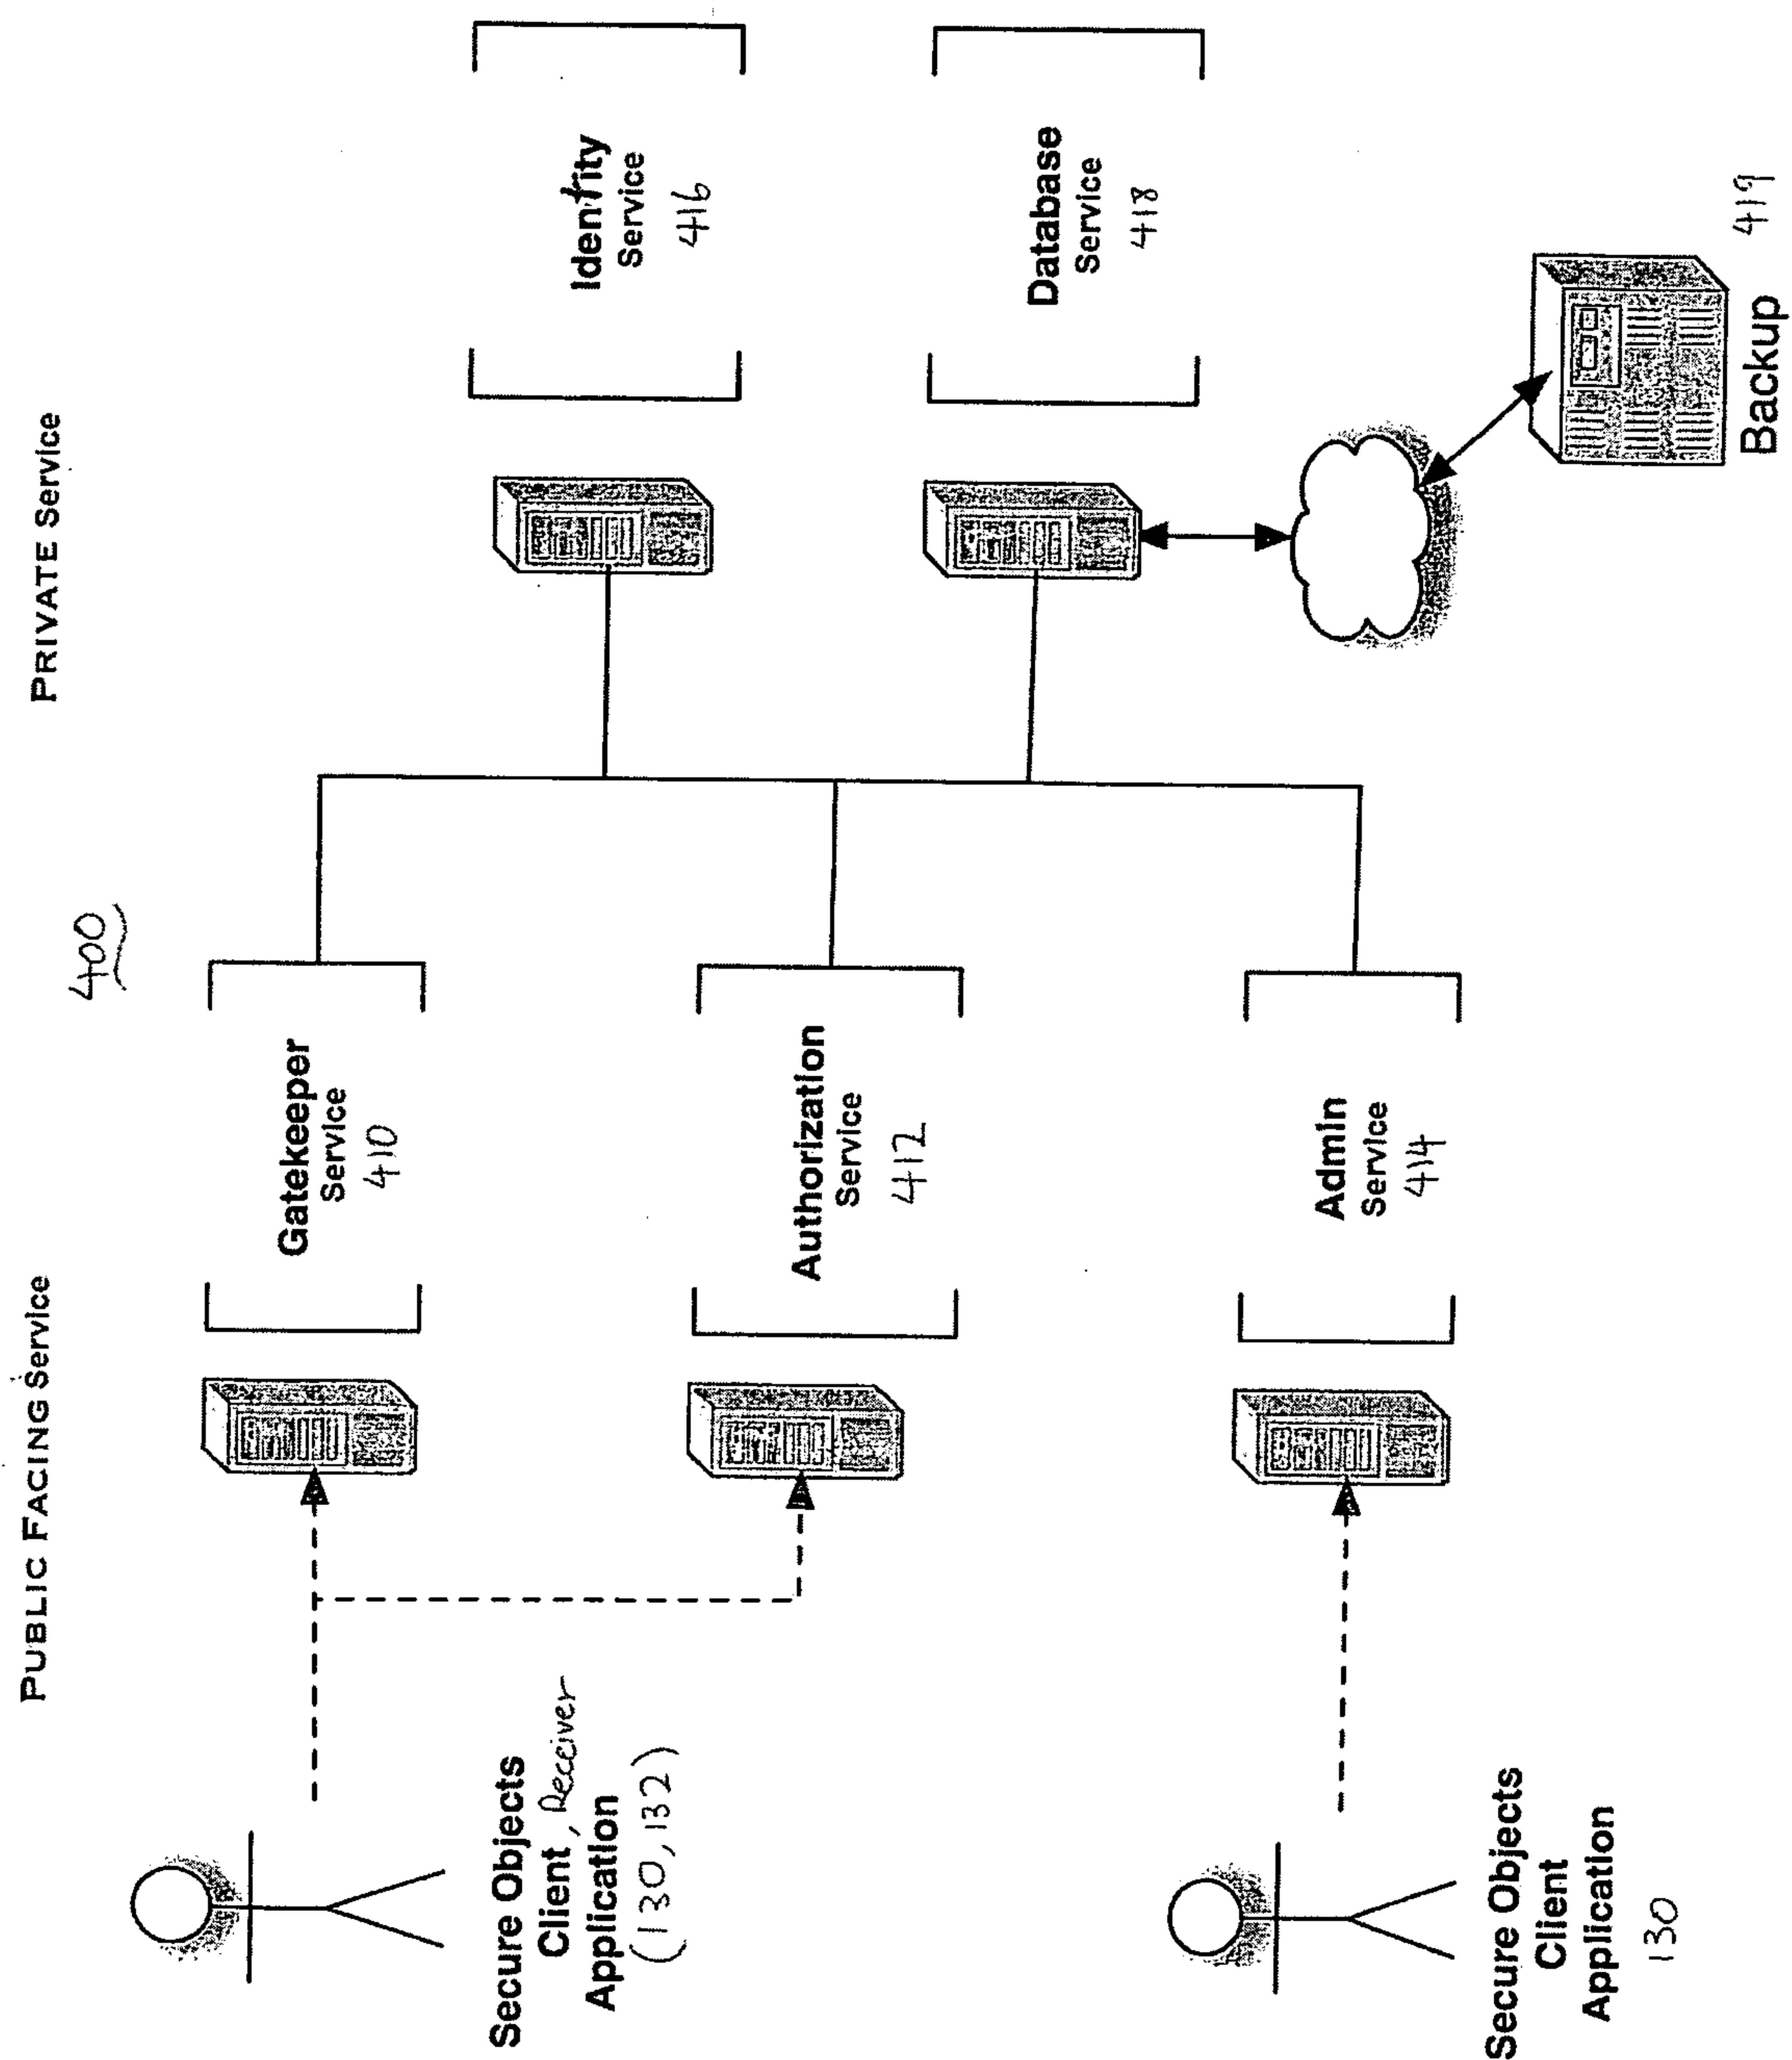 PUBLIC FACING Service
PRIVATE Service
400
Gatekeeper
Service
410
Identity
Service
416
Secure Objects
Client, Receiver
Application
(130, 132)
Authorization
Service
412
Database
Service
418
Secure Objects
Client
Application
130
Admin
Service
414
Backup
419